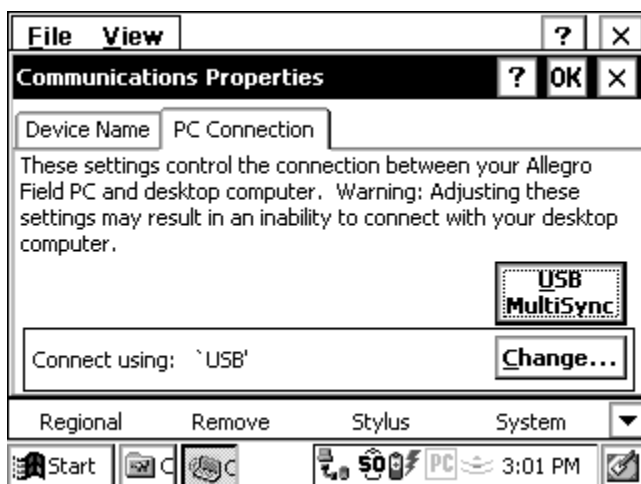 File View ? ×
Communications Properties ? OK ×
Device Name PC Connection
These settings control the connection between your Allegro
Field PC and desktop computer. Warning: Adjusting these
settings may result in an inability to connect with your desktop
computer.
USB
MultiSync
Connect using: `USB'
Change...
Regional Remove Stylus System
Start C C 50 PC 3:01 PM